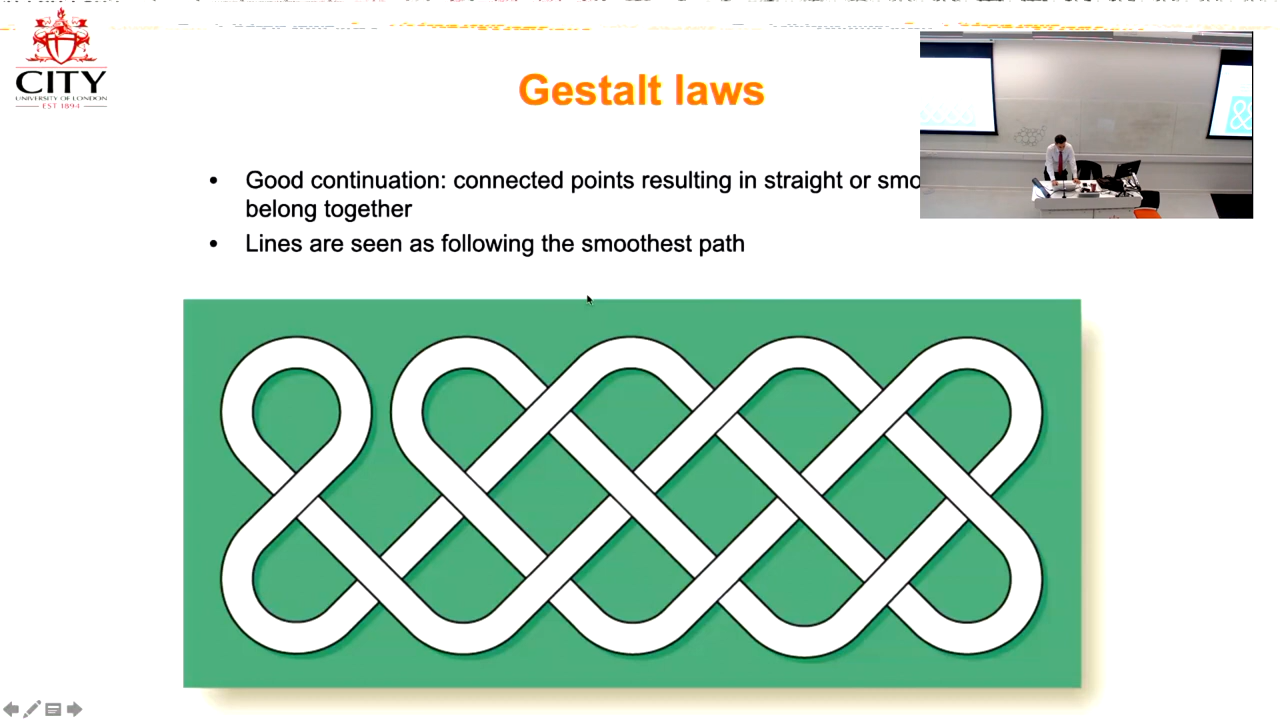 CITY
UNIVERSITY OF LONDON
EST 1894
Gestalt laws
• Good continuation: connected points resulting in straight or smo
belong together
• Lines are seen as following the smoothest path